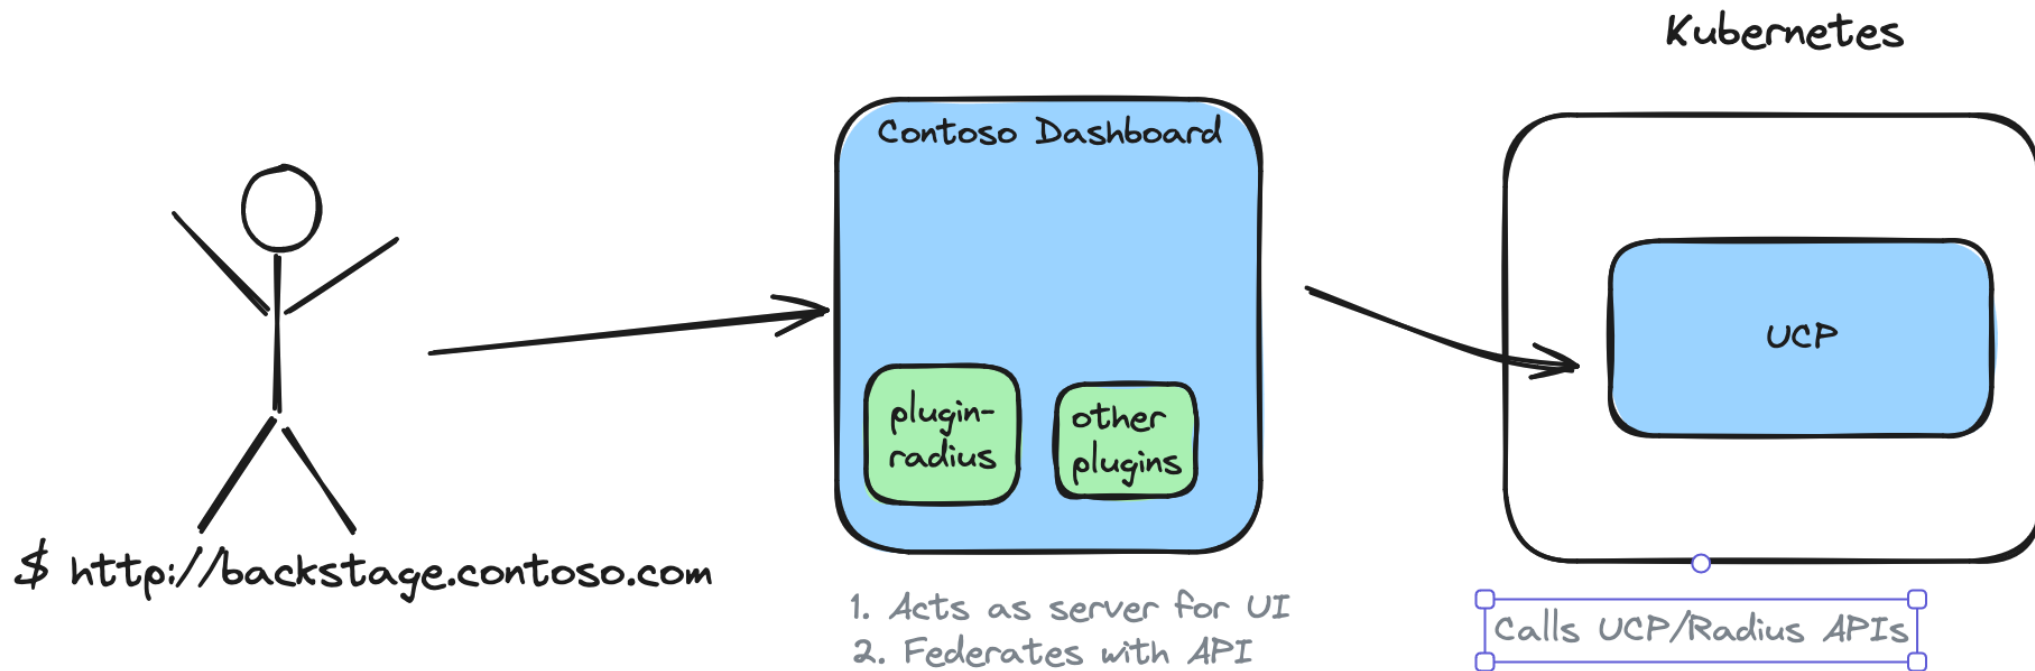 Kubernetes
Contoso Dashboard
plugin-
radius
other
plugins
UCP
$ http://backstage.contoso.com
1. Acts as server for UI
2. Federates with API
Calls UCP/Radius APIs